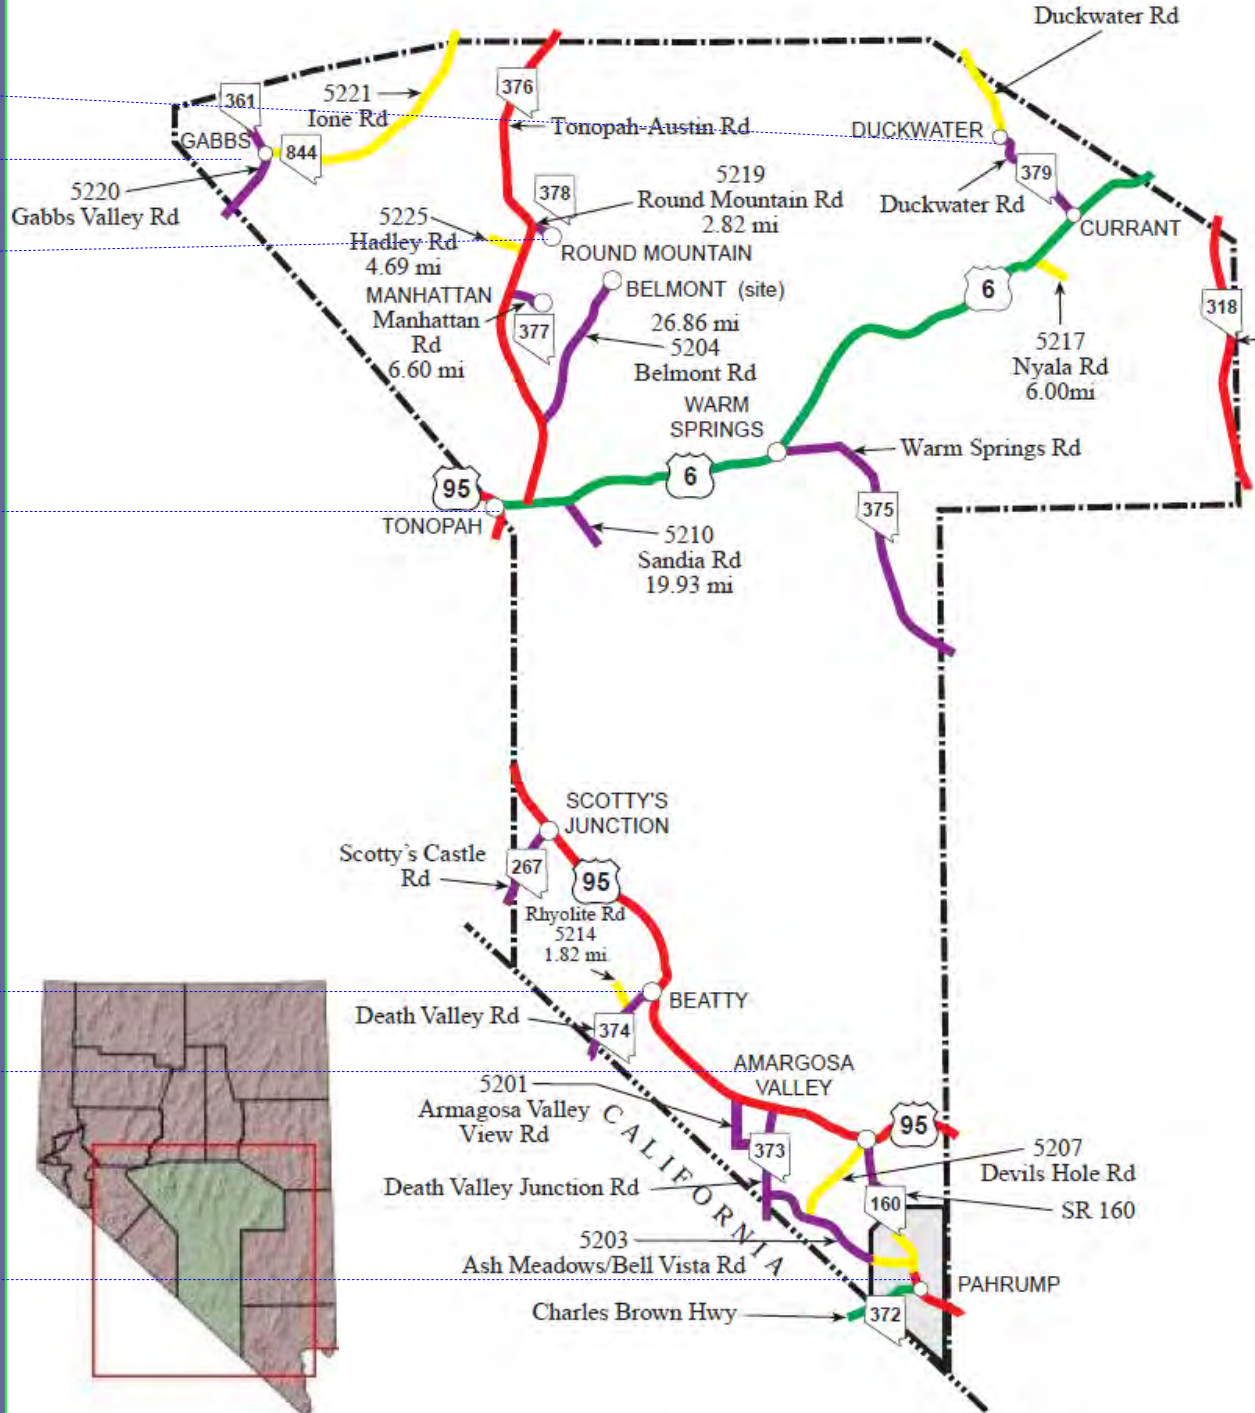 Duckwater Rd
376
361
5221
Ione Rd
Tonopah-Austin Rd
DUCKWATER
GABBS
844
5220
Gabbs Valley Rd
379
Duckwater Rd
CURRANT
378
5219
Round Mountain Rd
2.82 mi
5225
Hadley Rd
4.69 mi
ROUND MOUNTAIN
BELMONT (site)
6
318
MANHATTAN
Manhattan
Rd
6.60 mi
377
26.86 mi
5204
Belmont Rd
5217
Nyala Rd
6.00mi
WARM
SPRINGS
Warm Springs Rd
95
6
375
TONOPAH
5210
Sandia Rd
19.93 mi
SCOTTY'S
JUNCTION
Scotty’s Castle
Rd
267
95
Rhyolite Rd
5214
1.82 mi
BEATTY
Death Valley Rd
374
AMARGOSA
VALLEY
5201
Armagosa Valley
View Rd
CALIFORNIA
95
373
5207
Devils Hole Rd
Death Valley Junction Rd
160
SR 160
5203
Ash Meadows/Bell Vista Rd
PAHRUMP
Charles Brown Hwy
372